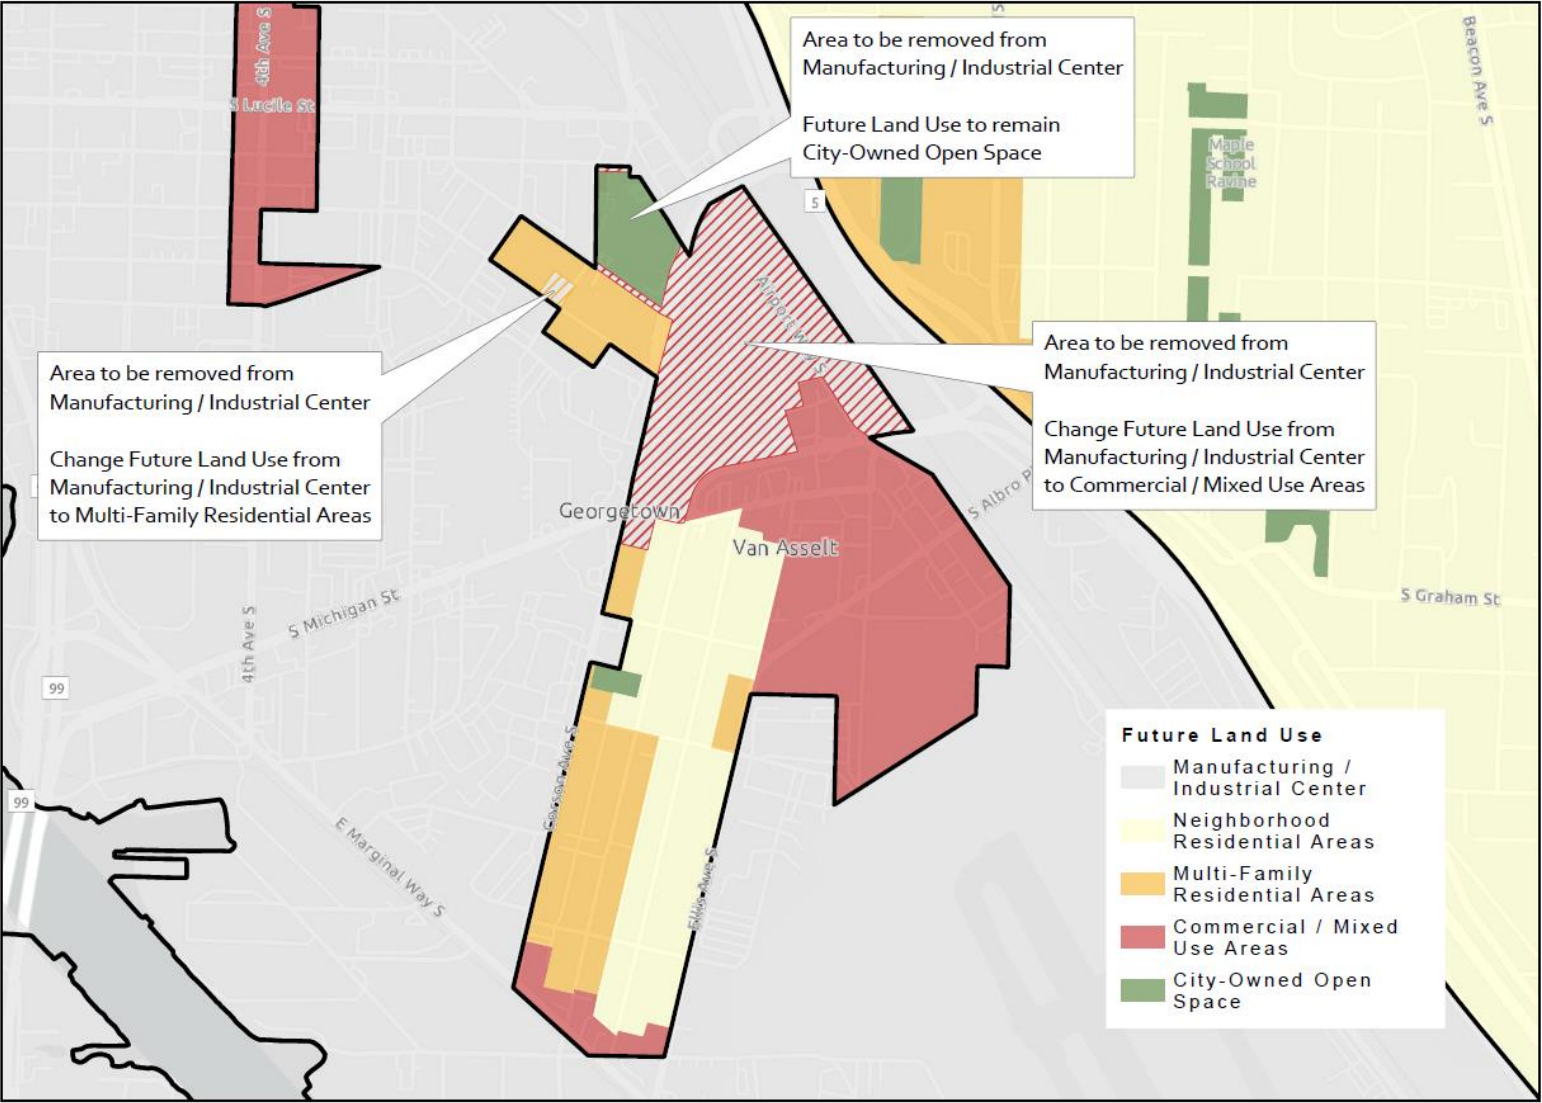 4th Ave S
S Lucile St
Area to be removed from
Manufacturing / Industrial Center
Future Land Use to remain
City-Owned Open Space
5
Beacon Ave S
Maple
School
Ravine
Airport Way S
Area to be removed from
Manufacturing / Industrial Center
Change Future Land Use from
Manufacturing / Industrial Center
to Multi-Family Residential Areas
Area to be removed from
Manufacturing / Industrial Center
Change Future Land Use from
Manufacturing / Industrial Center
to Commercial / Mixed Use Areas
Georgetown
Van Asselt
S Albro
S Graham St
S Michigan St
4th Ave S
99
99
Corson Ave S
Ellis Ave S
E Marginal Way S
Future Land Use
Manufacturing /
Industrial Center
Neighborhood
Residential Areas
Multi-Family
Residential Areas
Commercial / Mixed
Use Areas
City-Owned Open
Space